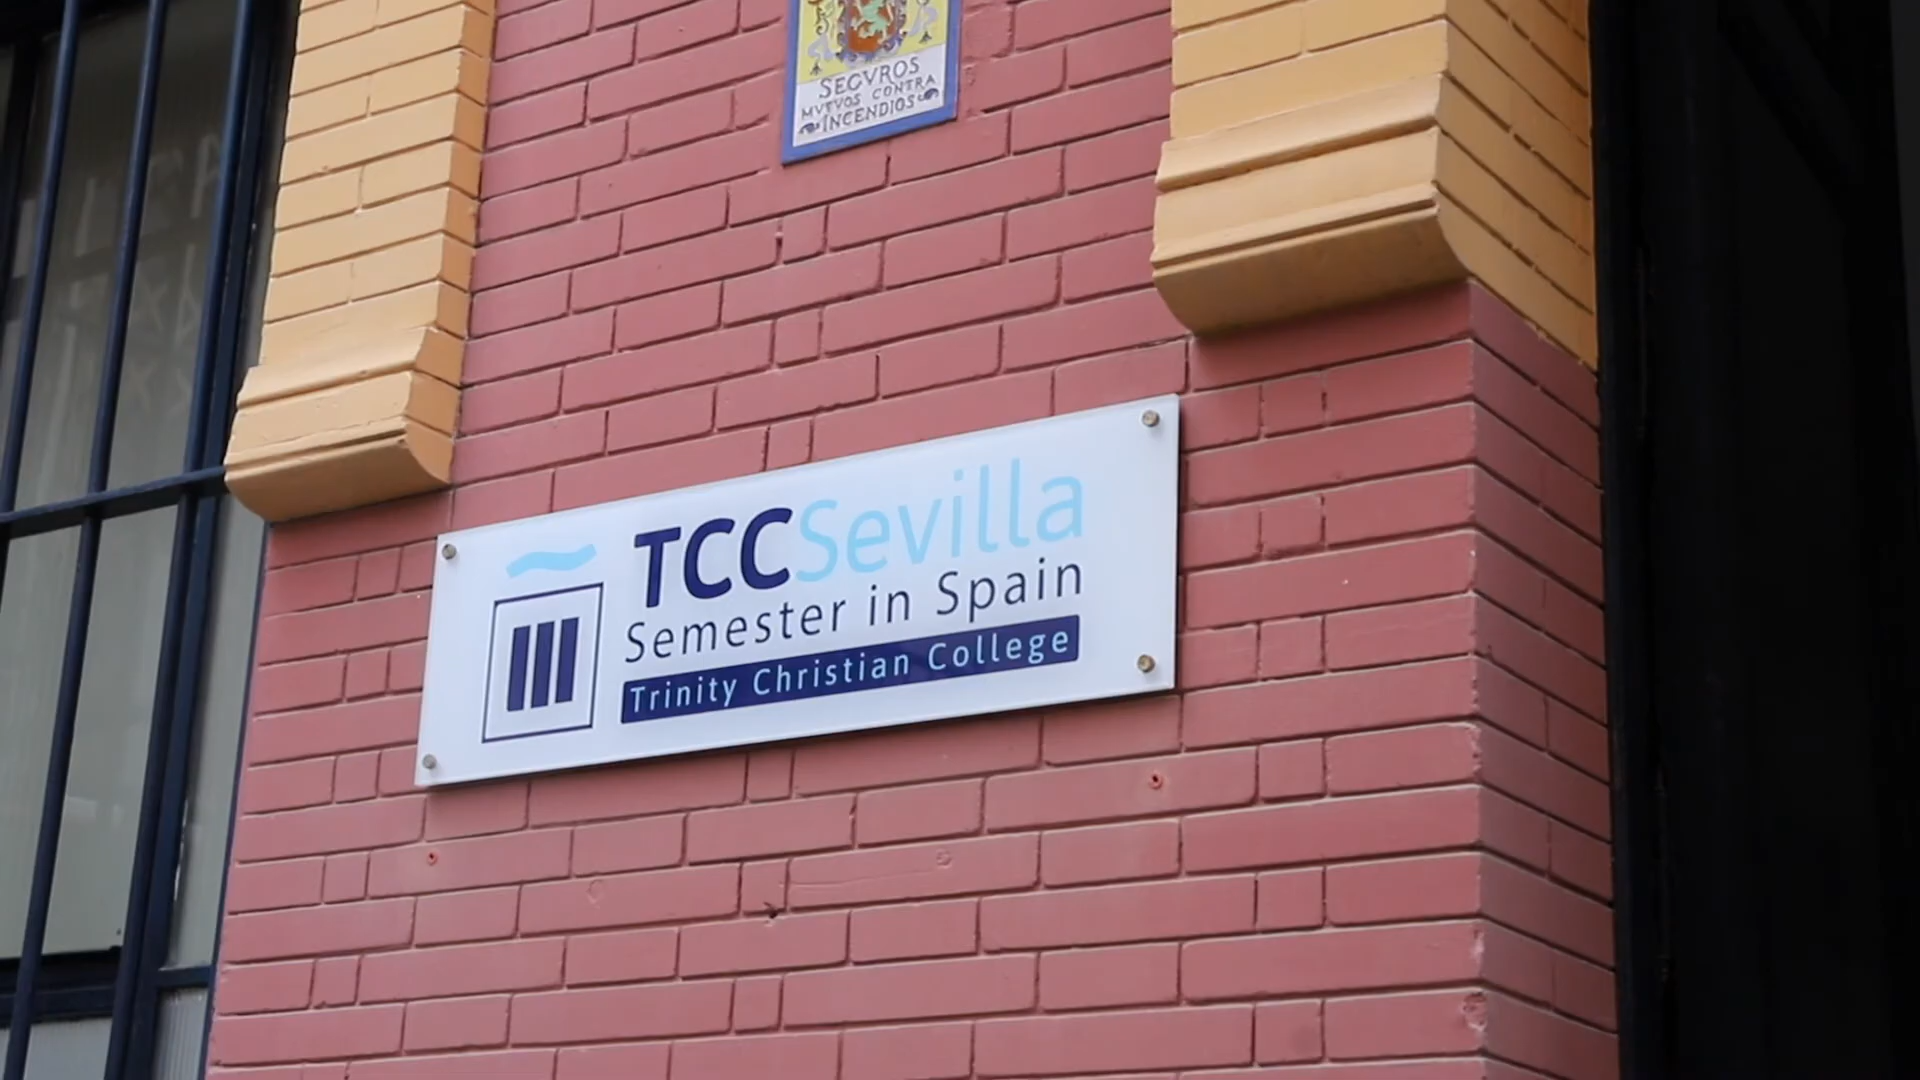 SEGVROS
MVTVOS CONTRA
INCENDIOS
TCCSevilla
Semester in Spain
Trinity Christian College